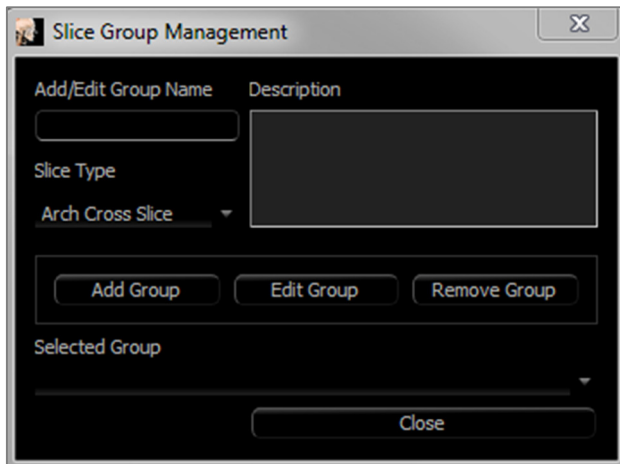 Slice Group Management
Add/Edit Group Name Description
Slice Type
Arch Cross Slice
Add Group Edit Group Remove Group
Selected Group
Close